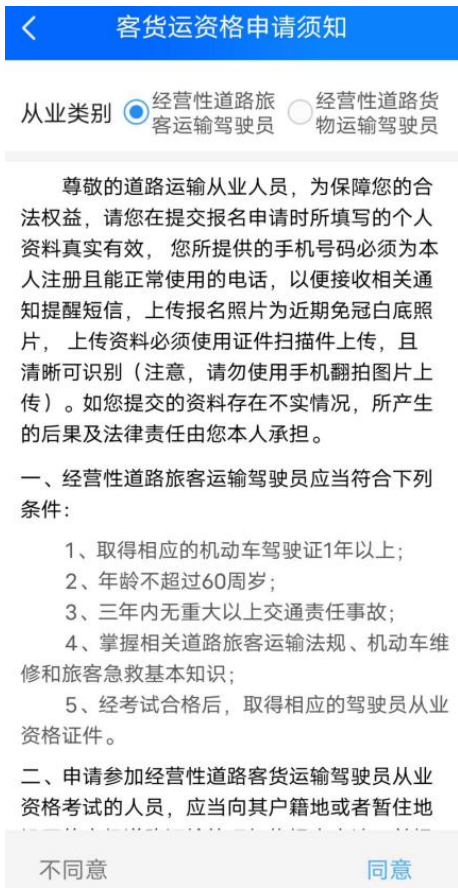 客货运资格申请须知
从业类别 经营性道路旅客运输驾驶员 经营性道路货物运输驾驶员
尊敬的道路运输从业人员，为保障您的合
法权益，请您在提交报名申请时所填写的个人
资料真实有效， 您所提供的手机号码必须为本
人注册且能正常使用的电话，以便接收相关通
知提醒短信，上传报名照片为近期免冠白底照
片， 上传资料必须使用证件扫描件上传，且
清晰可识别（注意，请勿使用手机翻拍图片上
传）。如您提交的资料存在不实情况，所产生
的后果及法律责任由您本人承担。
一、经营性道路旅客运输驾驶员应当符合下列
条件：
1、取得相应的机动车驾驶证1年以上；
2、年龄不超过60周岁；
3、三年内无重大以上交通责任事故；
4、掌握相关道路旅客运输法规、机动车维
修和旅客急救基本知识；
5、经考试合格后，取得相应的驾驶员从业
资格证件。
二、申请参加经营性道路客货运输驾驶员从业
资格考试的人员，应当向其户籍地或者暂住地
不同意 同意